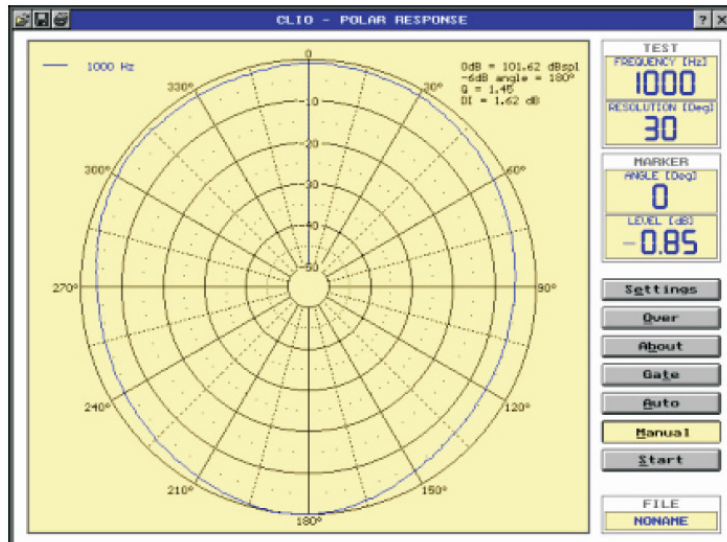 CLIO - POLAR RESPONSE
? X
1000 Hz
0dB = 101.62 dBspl
-6dB angle = 180°
Q = 1.45
DI = 1.62 dB
0
330° 30°
-10
-20
300° 60°
-30
-40
-50
270° 90°
240° 120°
210° 150°
180°
TEST
FREQUENCY [Hz]
1000
RESOLUTION [Deg]
30
MARKER
ANGLE [Deg]
0
LEVEL [dB]
-0.85
Settings
Over
About
Gate
Auto
Manual
Start
FILE
NONAME